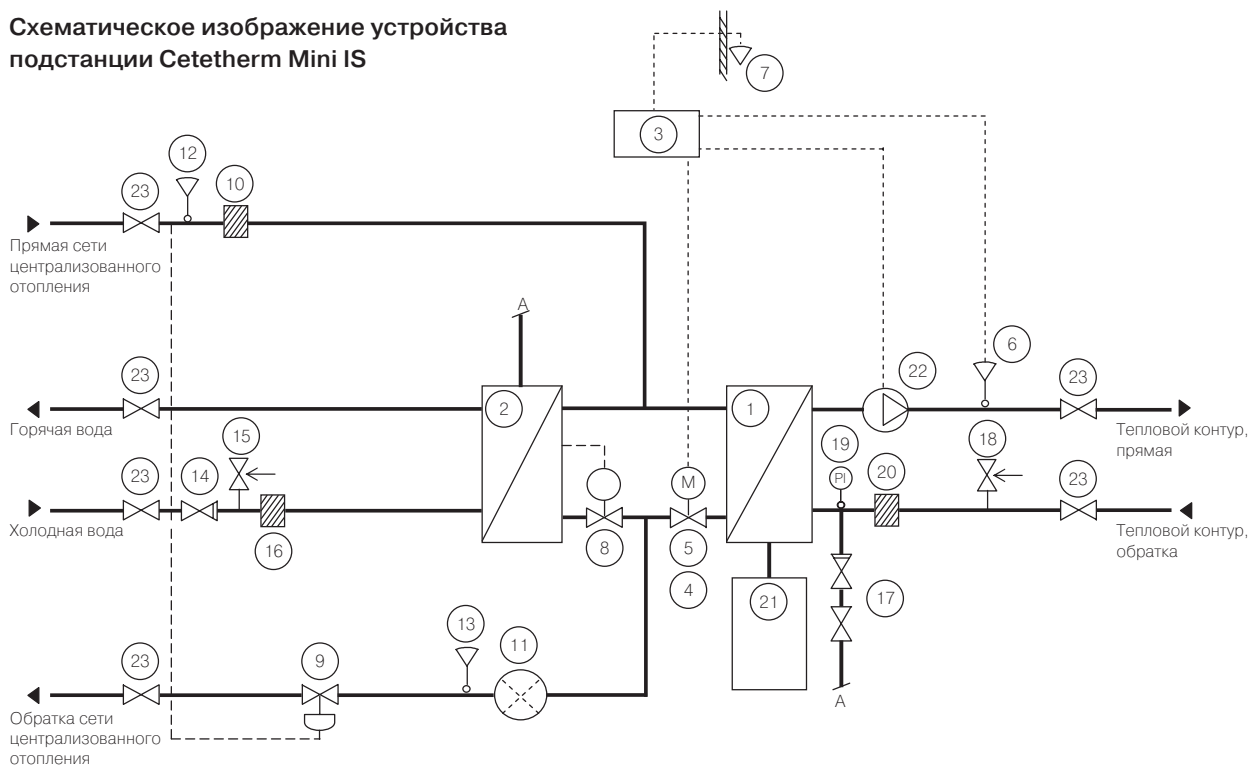 Схематическое изображение устройства
подстанции Cetetherm Mini IS
7
3
12
23
10
Прямая сети
централизованного
отопления
A
6
23
2
1
22
23
Горячая вода
Тепловой контур,
прямая
15
19
18
23
14
M
PI
20
23
Холодная вода
16
8
5
Тепловой контур,
обратка
4
21
17
13
11
23
9
A
Обратка сети
централизованного
отопления